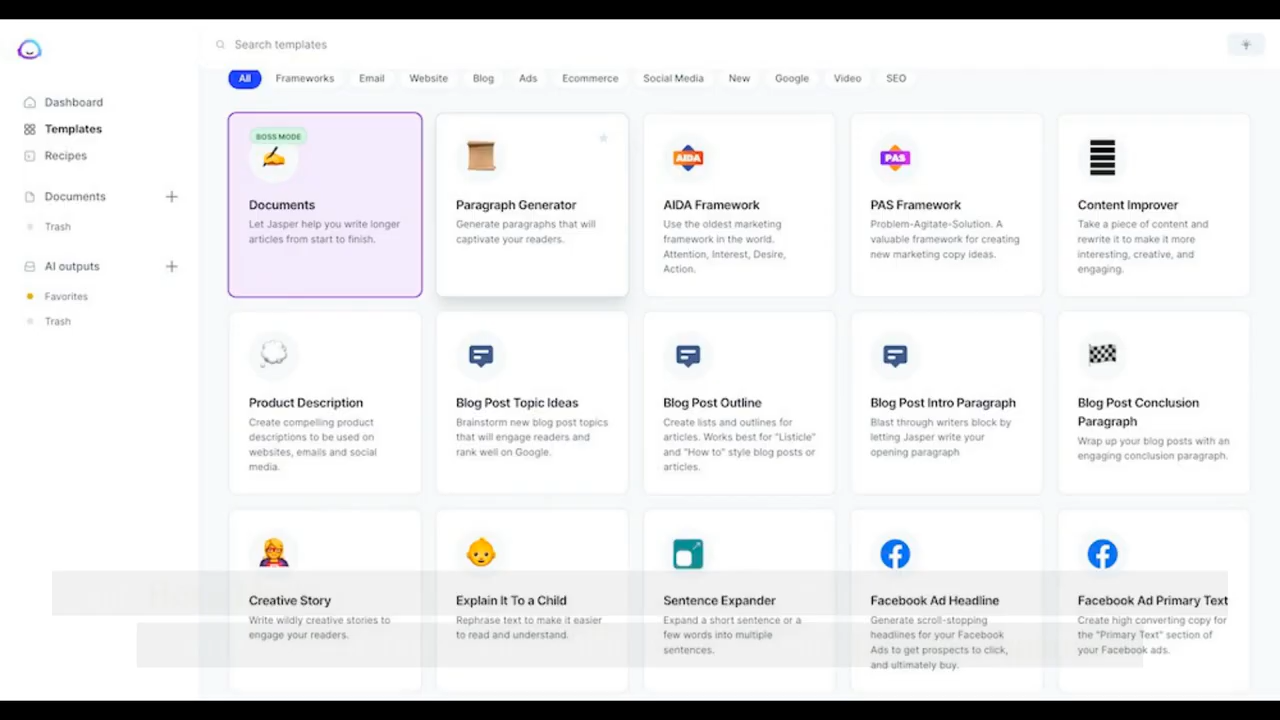 Search templates
All Frameworks Email Website Blog Ads Ecommerce Social Media New Google Video SEO
Dashboard
Templates
Recipes
Documents
Trash
AI outputs
Favorites
Trash
BOSS MODE
Documents
Let Jasper help you write longer
articles from start to finish.
Paragraph Generator
Generate paragraphs that will
captivate your readers.
AIDA
AIDA Framework
Use the oldest marketing
framework in the world.
Attention, Interest, Desire,
Action.
PAS
PAS Framework
Problem-Agitate-Solution. A
valuable framework for creating
new marketing copy ideas.
Content Improver
Take a piece of content and
rewrite it to make it more
interesting, creative, and
engaging.
Product Description
Create compelling product
descriptions to be used on
websites, emails and social
media.
Blog Post Topic Ideas
Brainstorm new blog post topics
that will engage readers and
rank well on Google.
Blog Post Outline
Create lists and outlines for
articles. Works best for "Listicle"
and "How to" style blog posts or
articles.
Blog Post Intro Paragraph
Blast through writers block by
letting Jasper write your
opening paragraph
Blog Post Conclusion
Paragraph
Wrap up your blog posts with an
engaging conclusion paragraph.
Creative Story
Write wildly creative stories to
engage your readers.
Explain It To a Child
Rephrase text to make it easier
to read and understand.
Sentence Expander
Expand a short sentence or a
few words into multiple
sentences.
Facebook Ad Headline
Generate scroll-stopping
headlines for your Facebook
Ads to get prospects to click,
and ultimately buy.
Facebook Ad Primary Text
Create high converting copy for
the "Primary Text" section of
your Facebook ads.